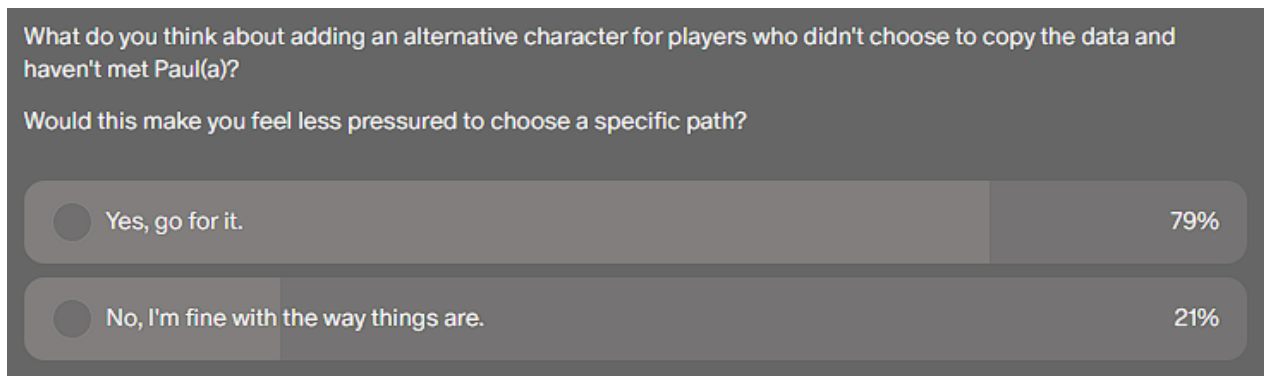 What do you think about adding an alternative character for players who didn't choose to copy the data and
haven't met Paul(a)?
Would this make you feel less pressured to choose a specific path?
Yes, go for it.
79%
No, I'm fine with the way things are.
21%